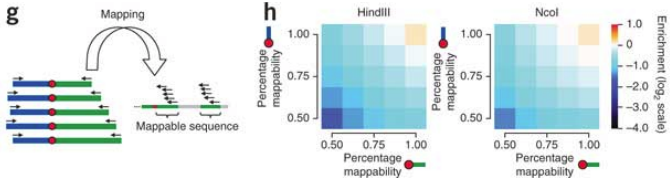 g
Mapping
Mappable sequence
h
HindIII
NcoI
Percentage
mappability
1.00
0.75
0.50
0.50
0.75
1.00
Percentage
mappability
Percentage
mappability
1.00
0.75
0.50
0.50
0.75
1.00
Percentage
mappability
1.0
0
-1.0
-2.0
-3.0
-4.0
Enrichment (log2 scale)